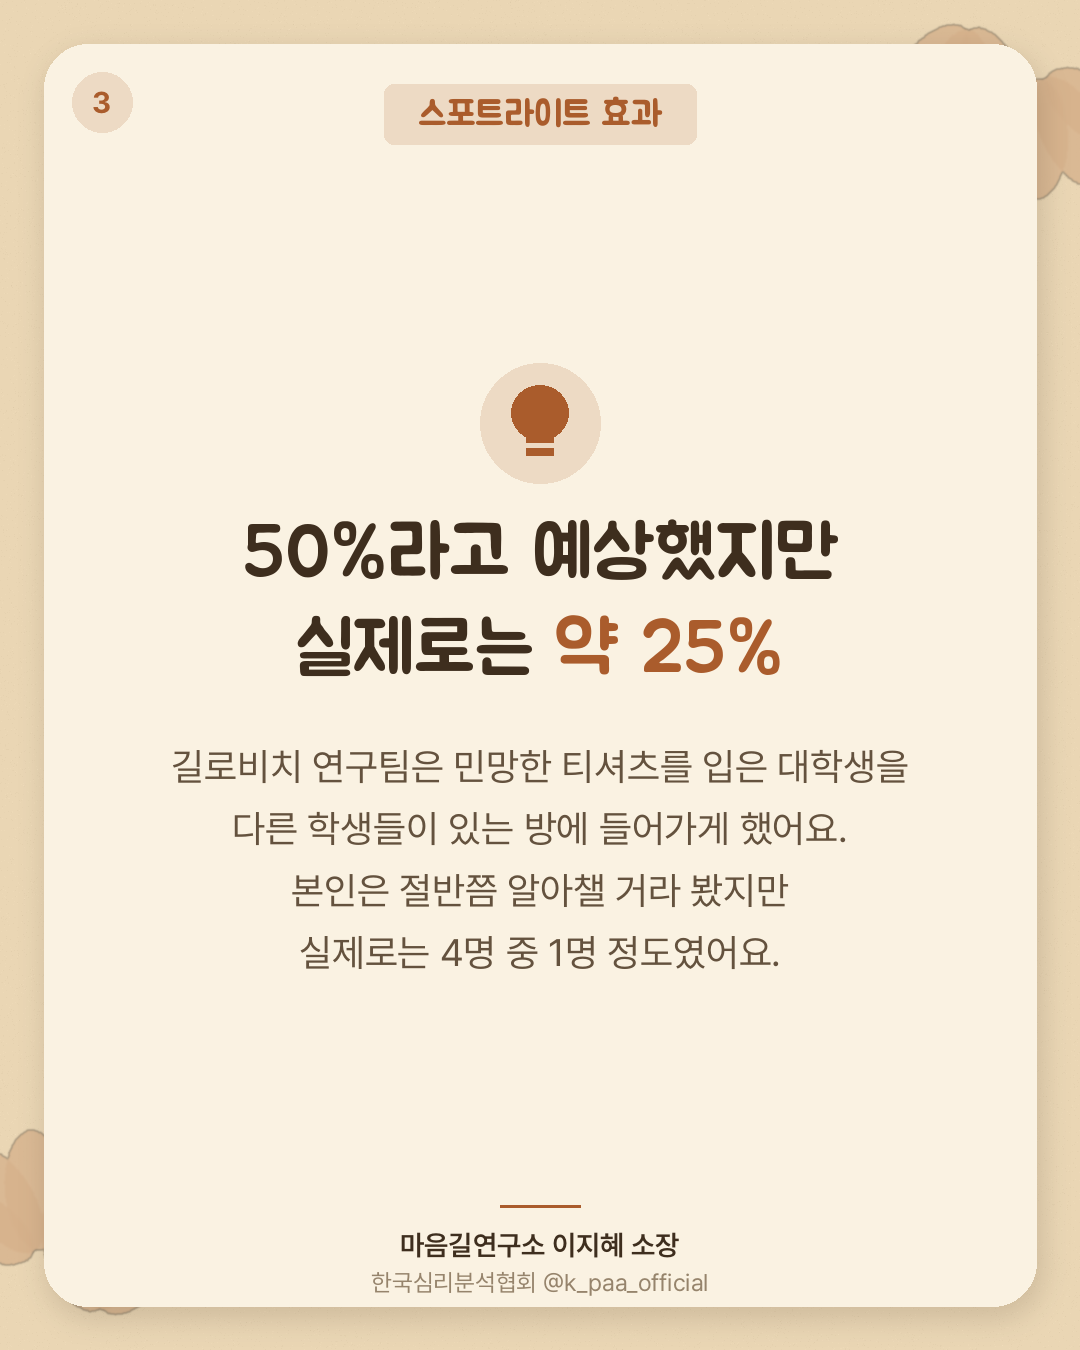 3
스포트라이트 효과
50%라고 예상했지만
실제로는 약 25%
길로비치 연구팀은 민망한 티셔츠를 입은 대학생을
다른 학생들이 있는 방에 들어가게 했어요.
본인은 절반쯤 알아챌 거라 봤지만
실제로는 4명 중 1명 정도였어요.
마음길연구소 이지혜 소장
한국심리분석협회 @k_paa_official